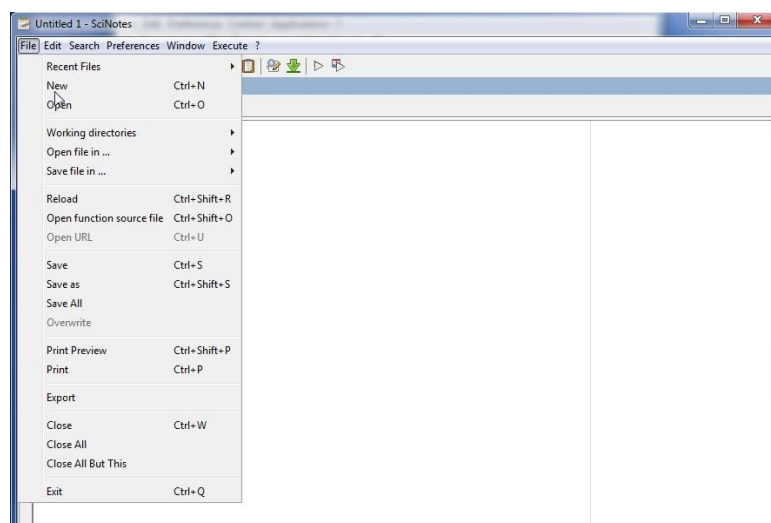 Untitled 1 - SciNotes
File Edit Search Preferences Window Execute ?
Recent Files
New Ctrl+N
Open Ctrl+O
Working directories
Open file in ...
Save file in ...
Reload Ctrl+Shift+R
Open function source file Ctrl+Shift+O
Open URL Ctrl+U
Save Ctrl+S
Save as Ctrl+Shift+S
Save All
Overwrite
Print Preview Ctrl+Shift+P
Print Ctrl+P
Export
Close Ctrl+W
Close All
Close All But This
Exit Ctrl+Q